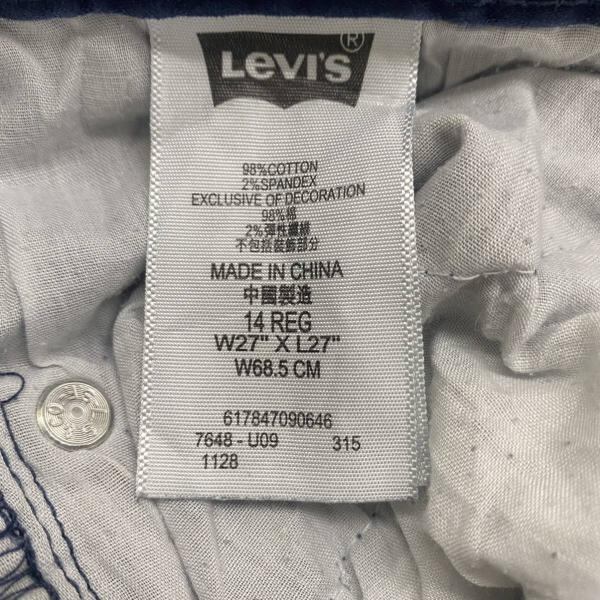 LEVI'S ®
98%COTTON
2%SPANDEX
EXCLUSIVE OF DECORATION
98%棉
2%彈性纖維
不包括裝飾部分
MADE IN CHINA
中國製造
14 REG
W27" X L27"
W68.5 CM
617847090646
7648 - U09 315
1128